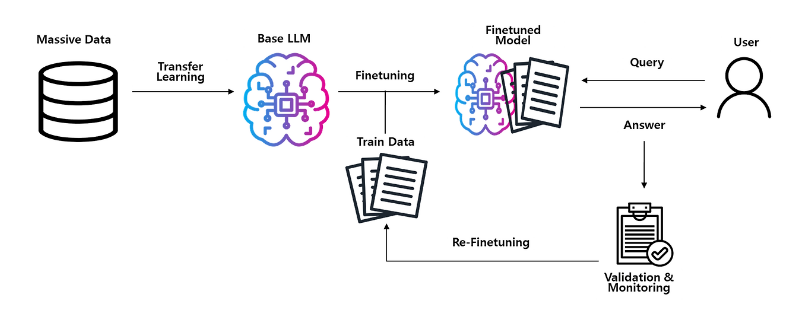 Massive Data
Transfer
Learning
Base LLM
Finetuning
Train Data
Finetuned
Model
Query
Answer
User
Re-Finetuning
Validation &
Monitoring